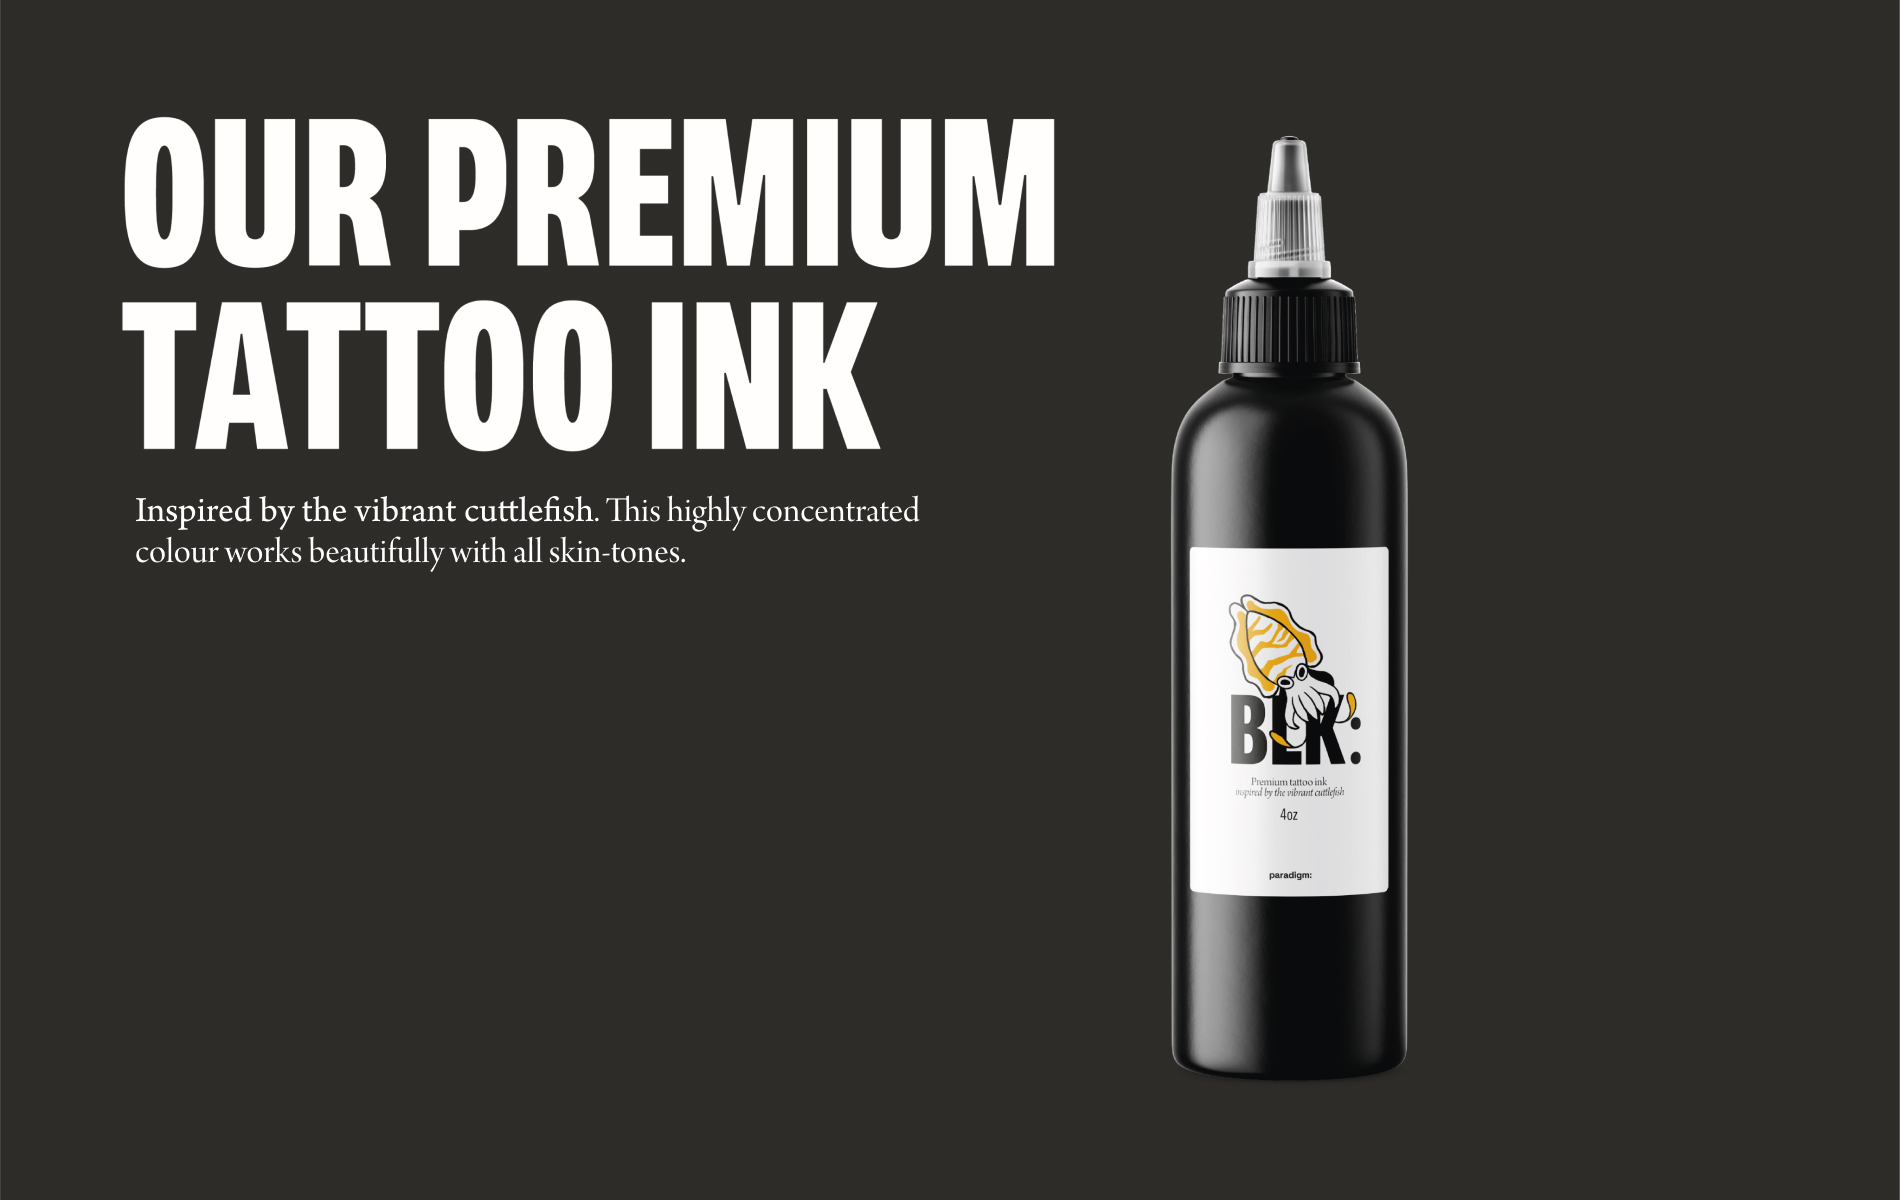 OUR PREMIUM
TATTOO INK
Inspired by the vibrant cuttlefish. This highly concentrated
colour works beautifully with all skin-tones.
BLK:
Premium tattoo ink
inspired by the vibrant cuttlefish
4oz
paradigm: